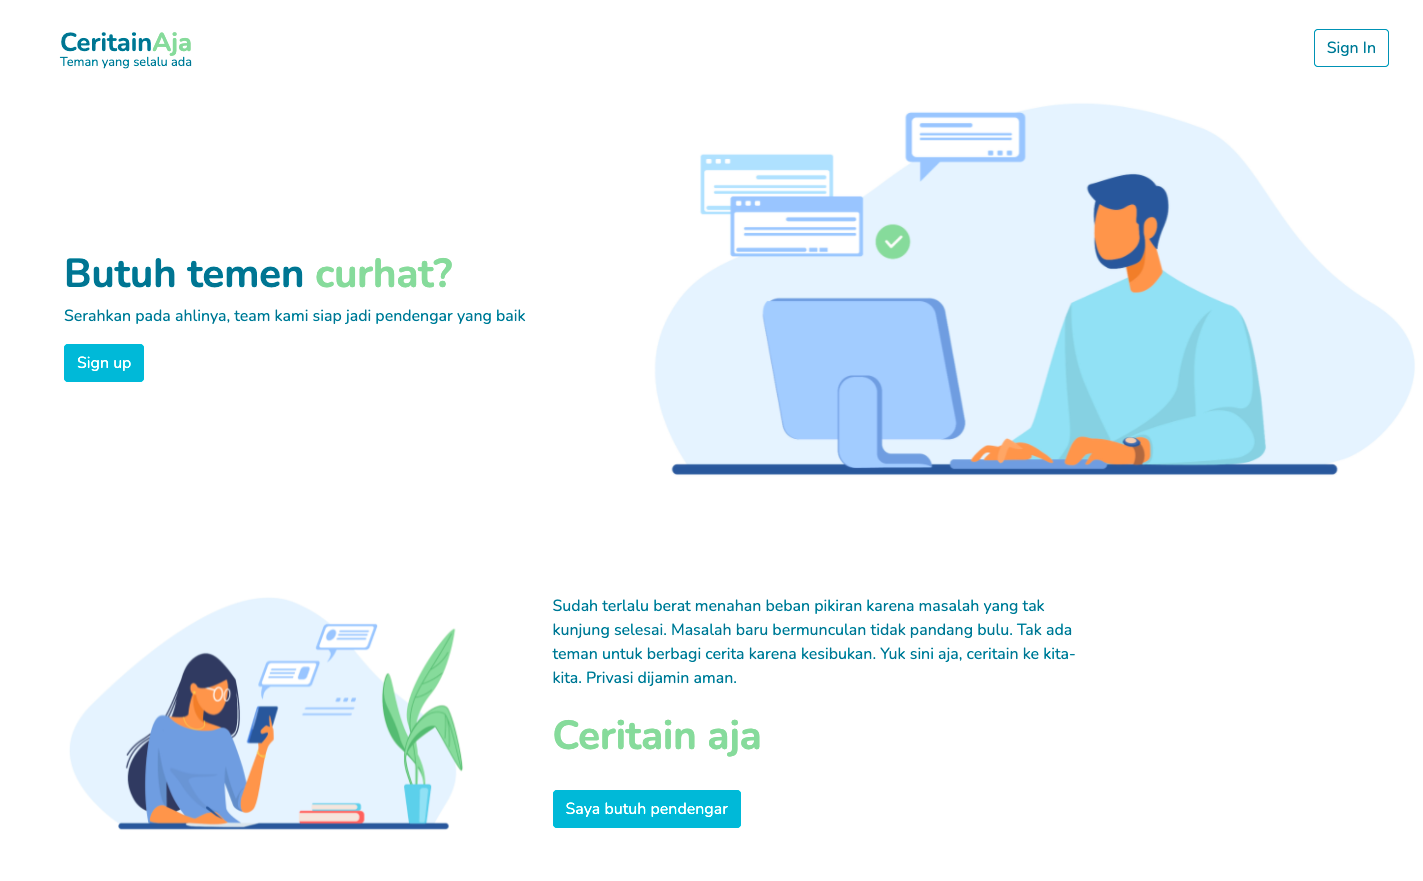 CeritainAja
Teman yang selalu ada
Sign In
Butuh temen curhat?
Serahkan pada ahlinya, team kami siap jadi pendengar yang baik
Sign up
Sudah terlalu berat menahan beban pikiran karena masalah yang tak
kunjung selesai. Masalah baru bermunculan tidak pandang bulu. Tak ada
teman untuk berbagi cerita karena kesibukan. Yuk sini aja, ceritain ke kita-
kita. Privasi dijamin aman.
Ceritain aja
Saya butuh pendengar